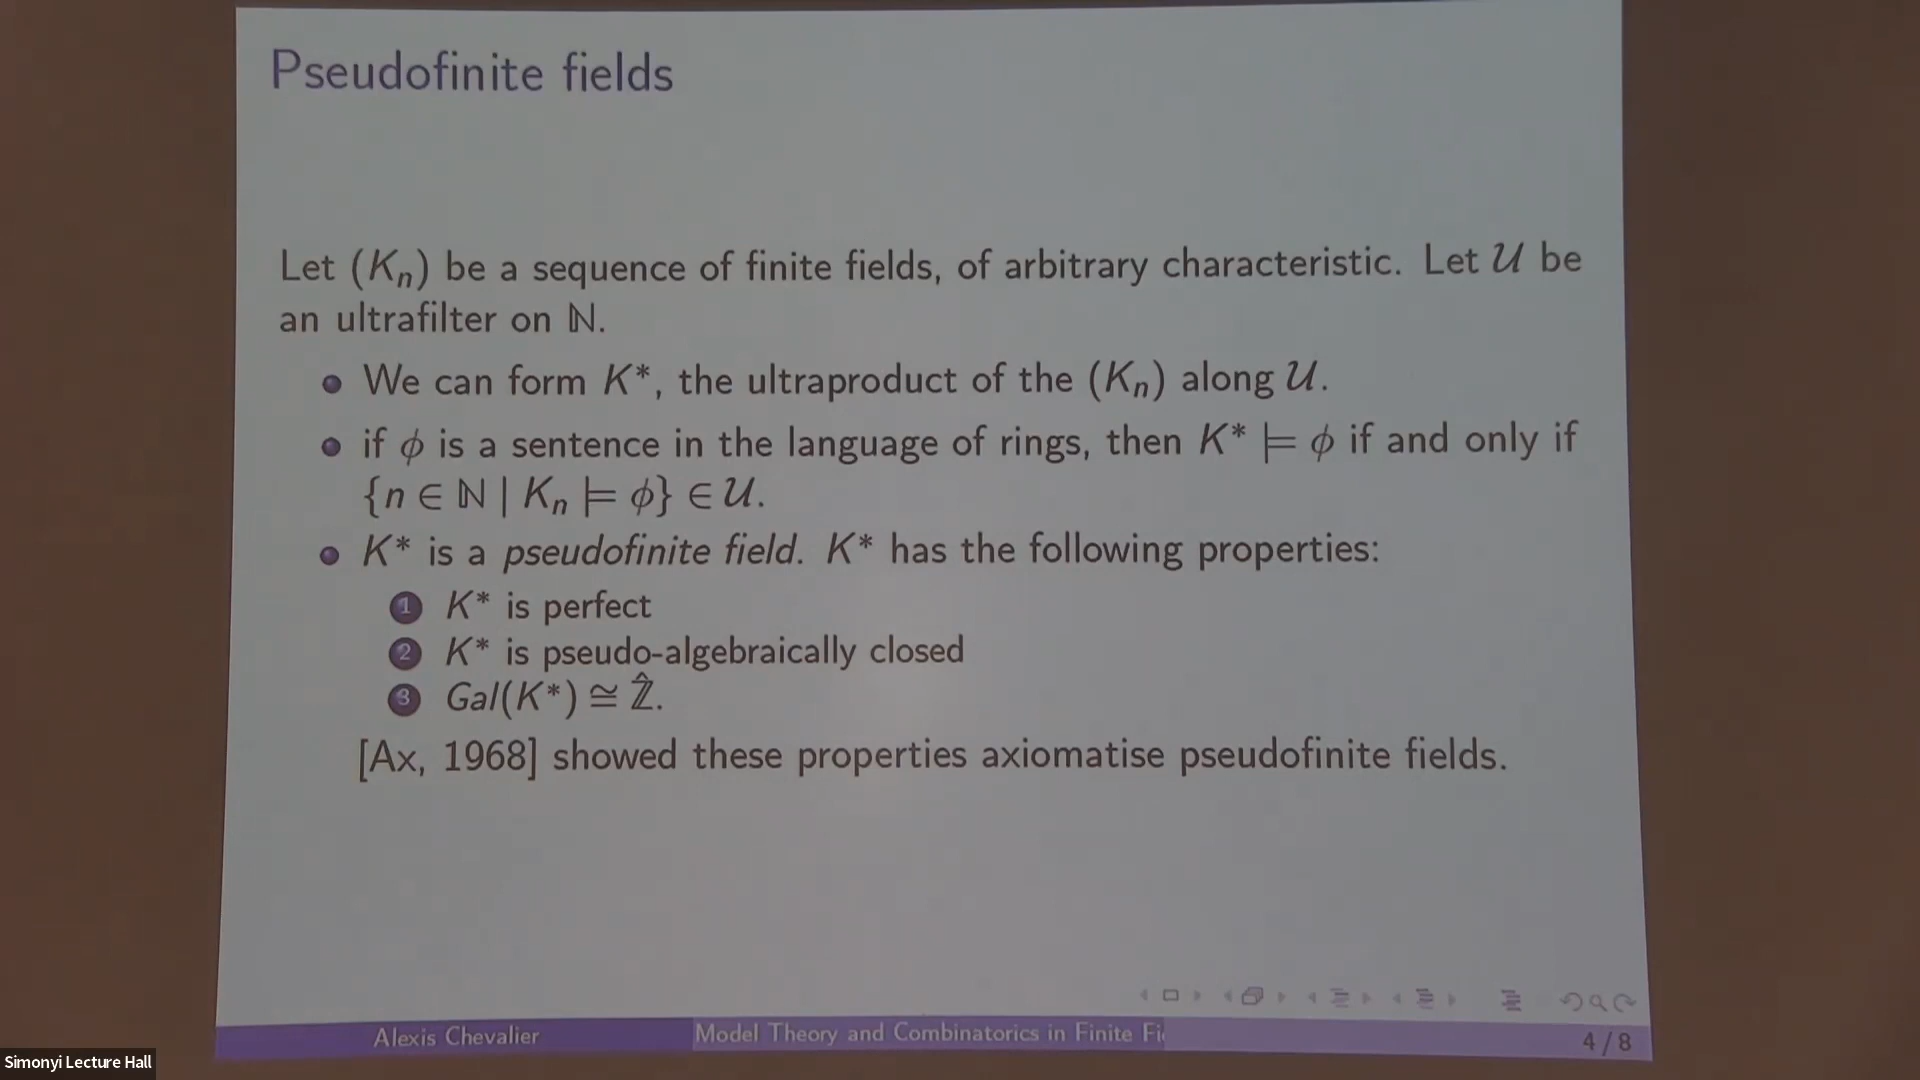 Pseudofinite fields
Let (Kₙ) be a sequence of finite fields, of arbitrary characteristic. Let 𝒰 be
an ultrafilter on ℕ.
We can form K*, the ultraproduct of the (Kₙ) along 𝒰.
if ϕ is a sentence in the language of rings, then K* ⊨ ϕ if and only if
{n ∈ ℕ | Kₙ ⊨ ϕ} ∈ 𝒰.
K* is a pseudofinite field. K* has the following properties:
1 K* is perfect
2 K* is pseudo-algebraically closed
3 Gal(K*) ≅ Ẑ.
[Ax, 1968] showed these properties axiomatise pseudofinite fields.
Alexis Chevalier Model Theory and Combinatorics in Finite Fi 4 / 8
Simonyi Lecture Hall